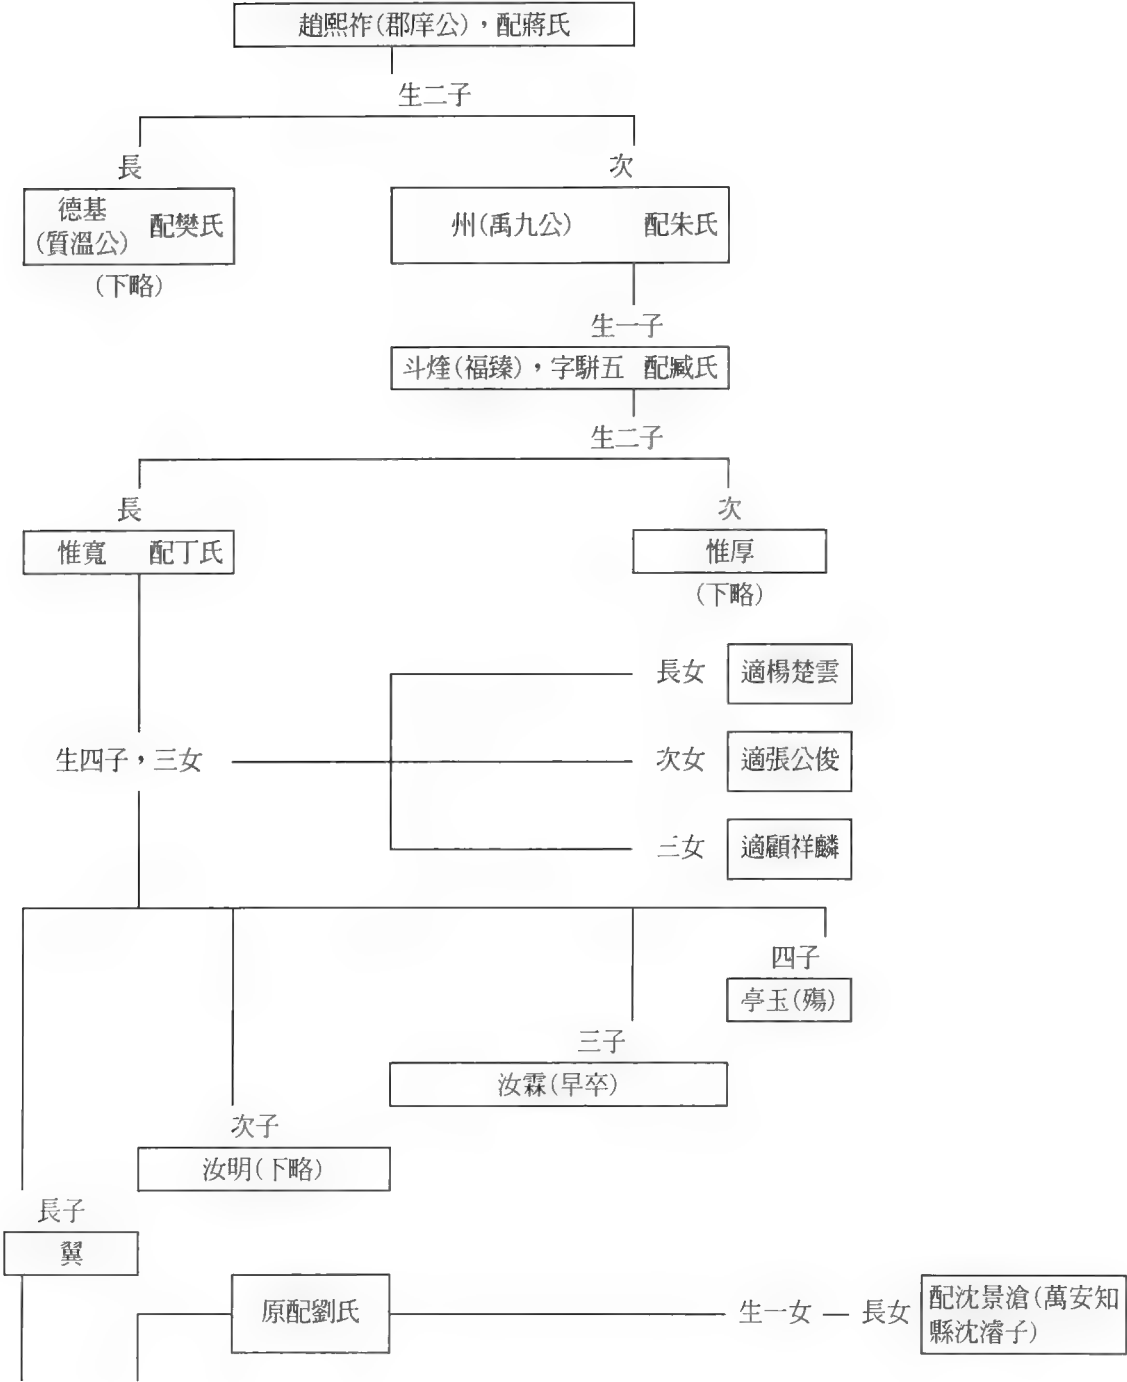 趙熙祚(郡庠公)，配蔣氏
生二子
長
次
德基
(質溫公)
配樊氏
州(禹九公) 配朱氏
(下略)
生一子
斗煃(福臻)，字駢五 配臧氏
生二子
長
次
惟寬 配丁氏
惟厚
(下略)
長女 適楊楚雲
生四子，三女
次女 適張公俊
三女 適顧祥麟
四子
亭玉(殤)
三子
汝霖(早卒)
次子
汝明(下略)
長子
翼
原配劉氏
生一女 — 長女
配沈景滄(萬安知
縣沈濬子)